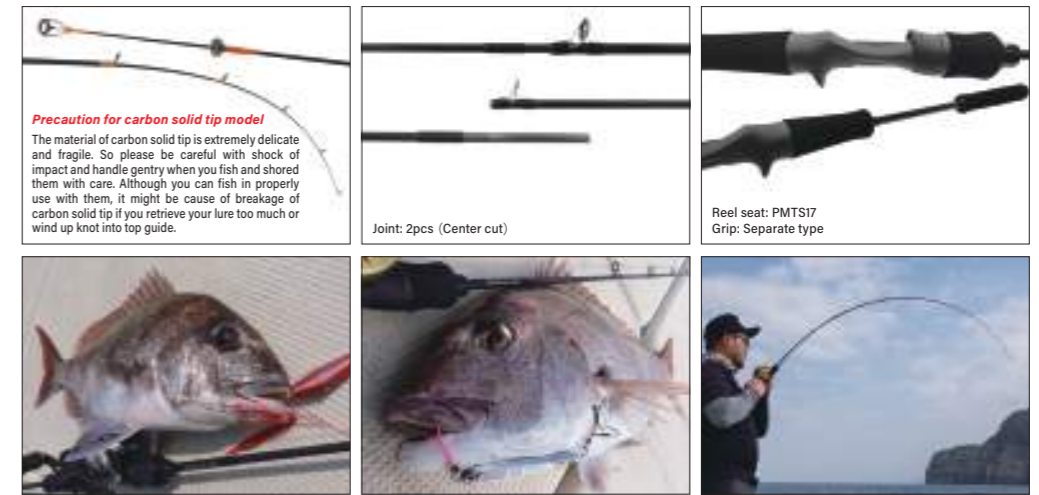 Precaution for carbon solid tip model
The material of carbon solid tip is extremely delicate
and fragile. So please be careful with shock of
impact and handle gentry when you fish and shored
them with care. Although you can fish in properly
use with them, it might be cause of breakage of
carbon solid tip if you retrieve your lure too much or
wind up knot into top guide.
Joint: 2pcs (Center cut)
Reel seat: PMTS17
Grip: Separate type